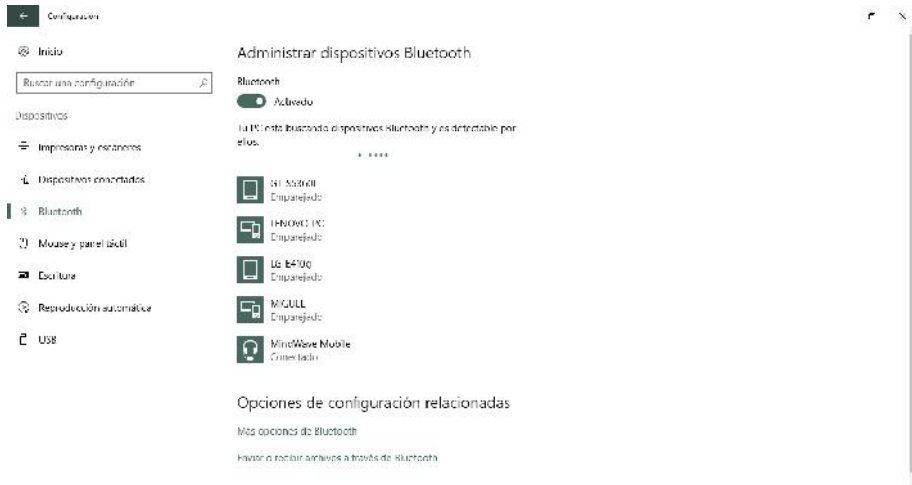 Configuración
Inicio
Buscar una configuración
Dispositivos
Impresoras y escáneres
Dispositivos conectados
Bluetooth
Mouse y panel táctil
Escritura
Reproducción automática
USB
Administrar dispositivos Bluetooth
Bluetooth
Activado
Tu PC está buscando dispositivos Bluetooth y es detectable por
ellos.
GT-S5360L
Emparejado
LENOVO-PC
Emparejado
LG-E410g
Emparejado
MIGUEL
Emparejado
MindWave Mobile
Conectado
Opciones de configuración relacionadas
Más opciones de Bluetooth
Enviar o recibir archivos a través de Bluetooth